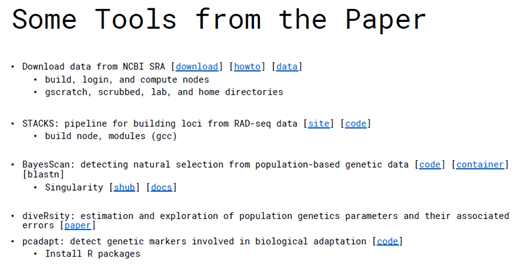 Some Tools from the Paper
• Download data from NCBI SRA [download] [howto] [data]
• build, login, and compute nodes
• gscratch, scrubbed, lab, and home directories
• STACKS: pipeline for building loci from RAD-seq data [site] [code]
• build node, modules (gcc)
• BayesScan: detecting natural selection from population-based genetic data [code] [container]
[blastn]
• Singularity [shub] [docs]
• diveRsity: estimation and exploration of population genetics parameters and their associated
errors [paper]
• pcadapt: detect genetic markers involved in biological adaptation [code]
• Install R packages